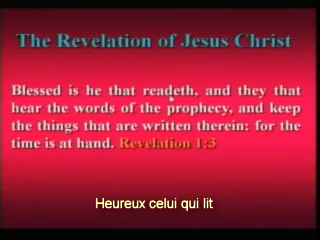 The Revelation of Jesus Christ
Blessed is he that readeth, and they that
hear the words of the prophecy, and keep
the things that are written therein: for the
time is at hand. Revelation 1:3
Heureux celui qui lit